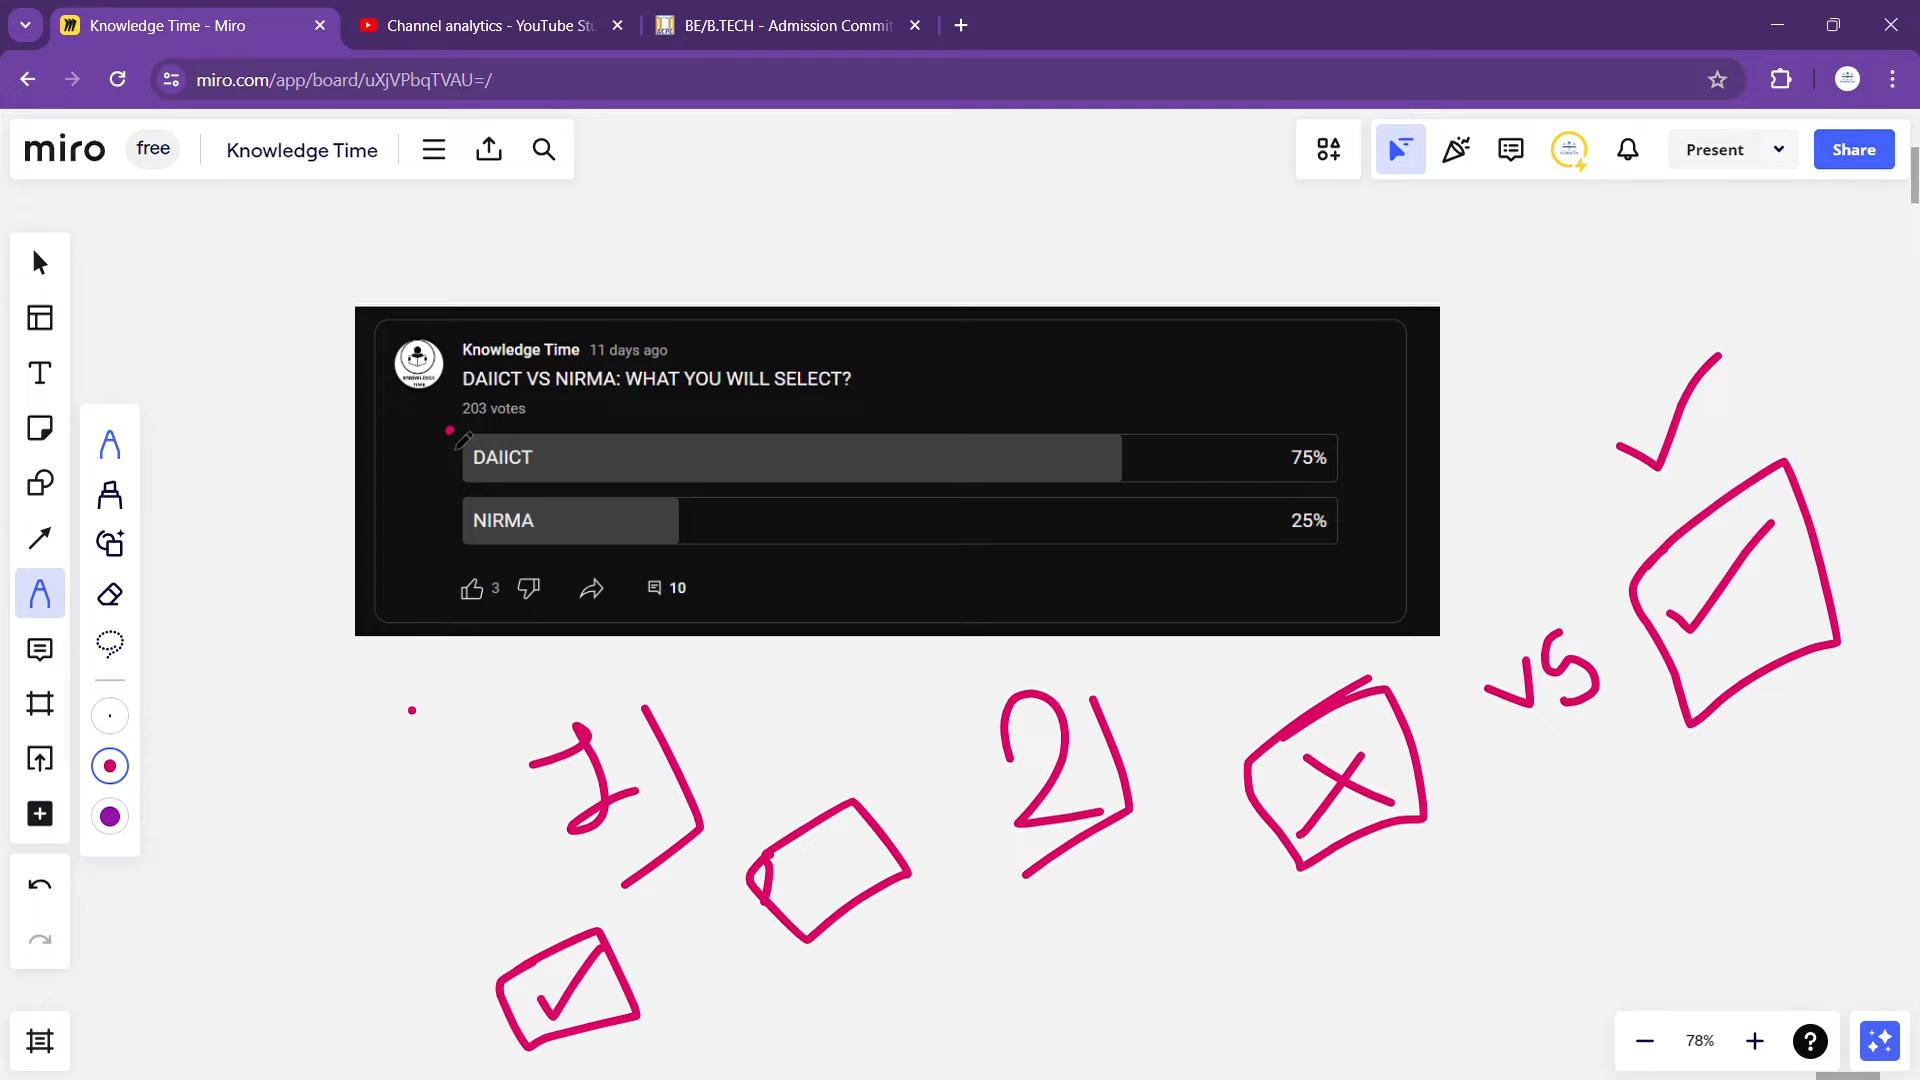 Knowledge Time - Miro
Channel analytics - YouTube Stu
BE/B.TECH - Admission Commit
miro.com/app/board/uXjVPbqTVAU=/
miro
free
Knowledge Time
Present
Share
Knowledge Time 11 days ago
DAIICT VS NIRMA: WHAT YOU WILL SELECT?
203 votes
DAIICT 75%
NIRMA 25%
3
10
VS
2)
78%